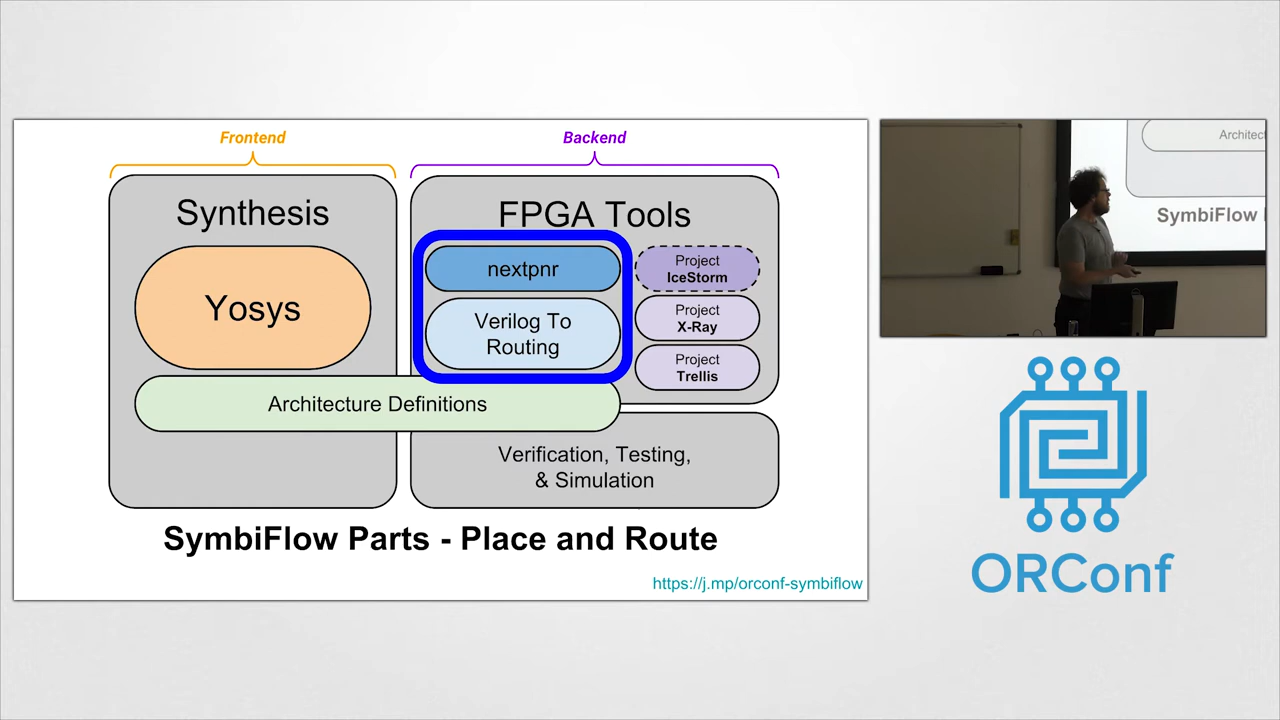 Frontend
Backend
Synthesis
FPGA Tools
Yosys
nextpnr
Verilog To
Routing
Project
IceStorm
Project
X-Ray
Project
Trellis
Architecture Definitions
Verification, Testing,
& Simulation
SymbiFlow Parts - Place and Route
https://j.mp/orconf-symbiflow
Architec
SymbiFlow
ORConf